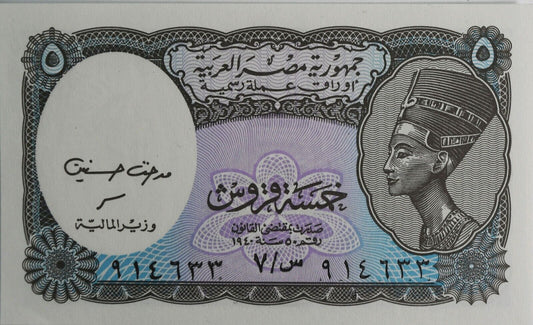 ٥ ٥
جمهورية مصر العربية
أوراق عملة رسمية
مدحت حسنين
وزير المالية
خمسة قروش
صدرت بمقتضى القانون
رقم ٥٠ سنة ١٩٤٠
٩١٤٦٣٣ س/٧ ٩١٤٦٣٣